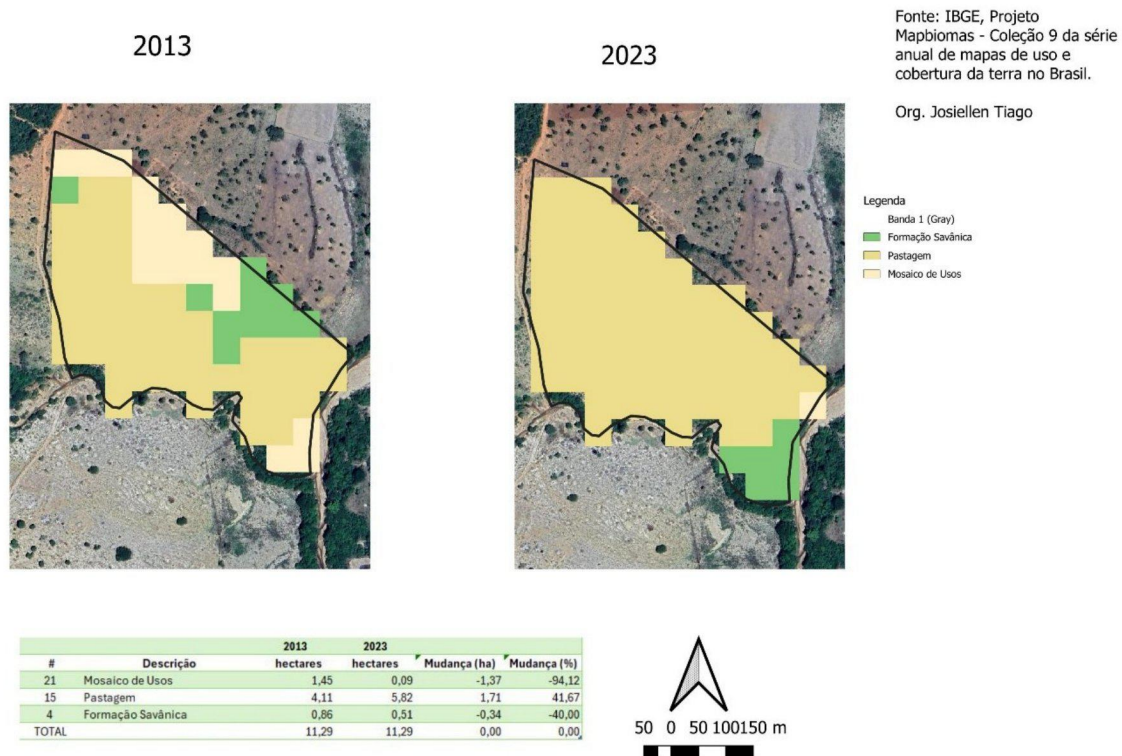 2013
2023
Fonte: IBGE, Projeto
Mapbiomas - Coleção 9 da série
anual de mapas de uso e
cobertura da terra no Brasil.
Org. Josiellen Tiago
Legenda
Banda 1 (Gray)
Formação Savânica
Pastagem
Mosaico de Usos
2013 2023
# Descrição hectares hectares Mudança (ha) Mudança (%)
21 Mosaico de Usos 1,45 0,09 -1,37 -94,12
15 Pastagem 4,11 5,82 1,71 41,67
4 Formação Savânica 0,86 0,51 -0,34 -40,00
TOTAL 11,29 11,29 0,00 0,00
50 0 50 100150 m